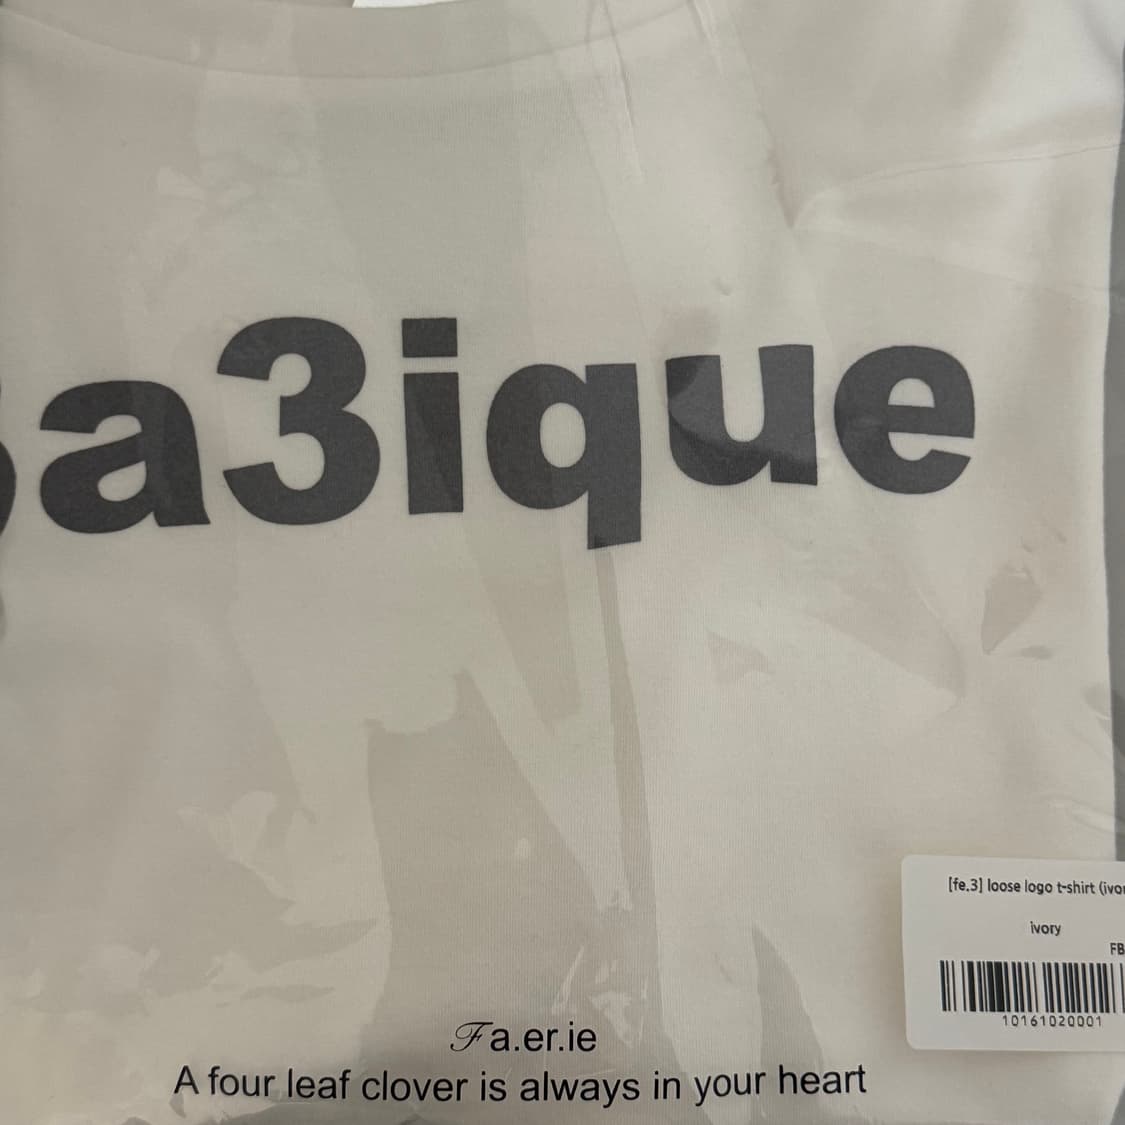 a3ique
[fe.3] loose logo t-shirt (ivo
ivory
FB
10161020001
Fa.er.ie
A four leaf clover is always in your heart